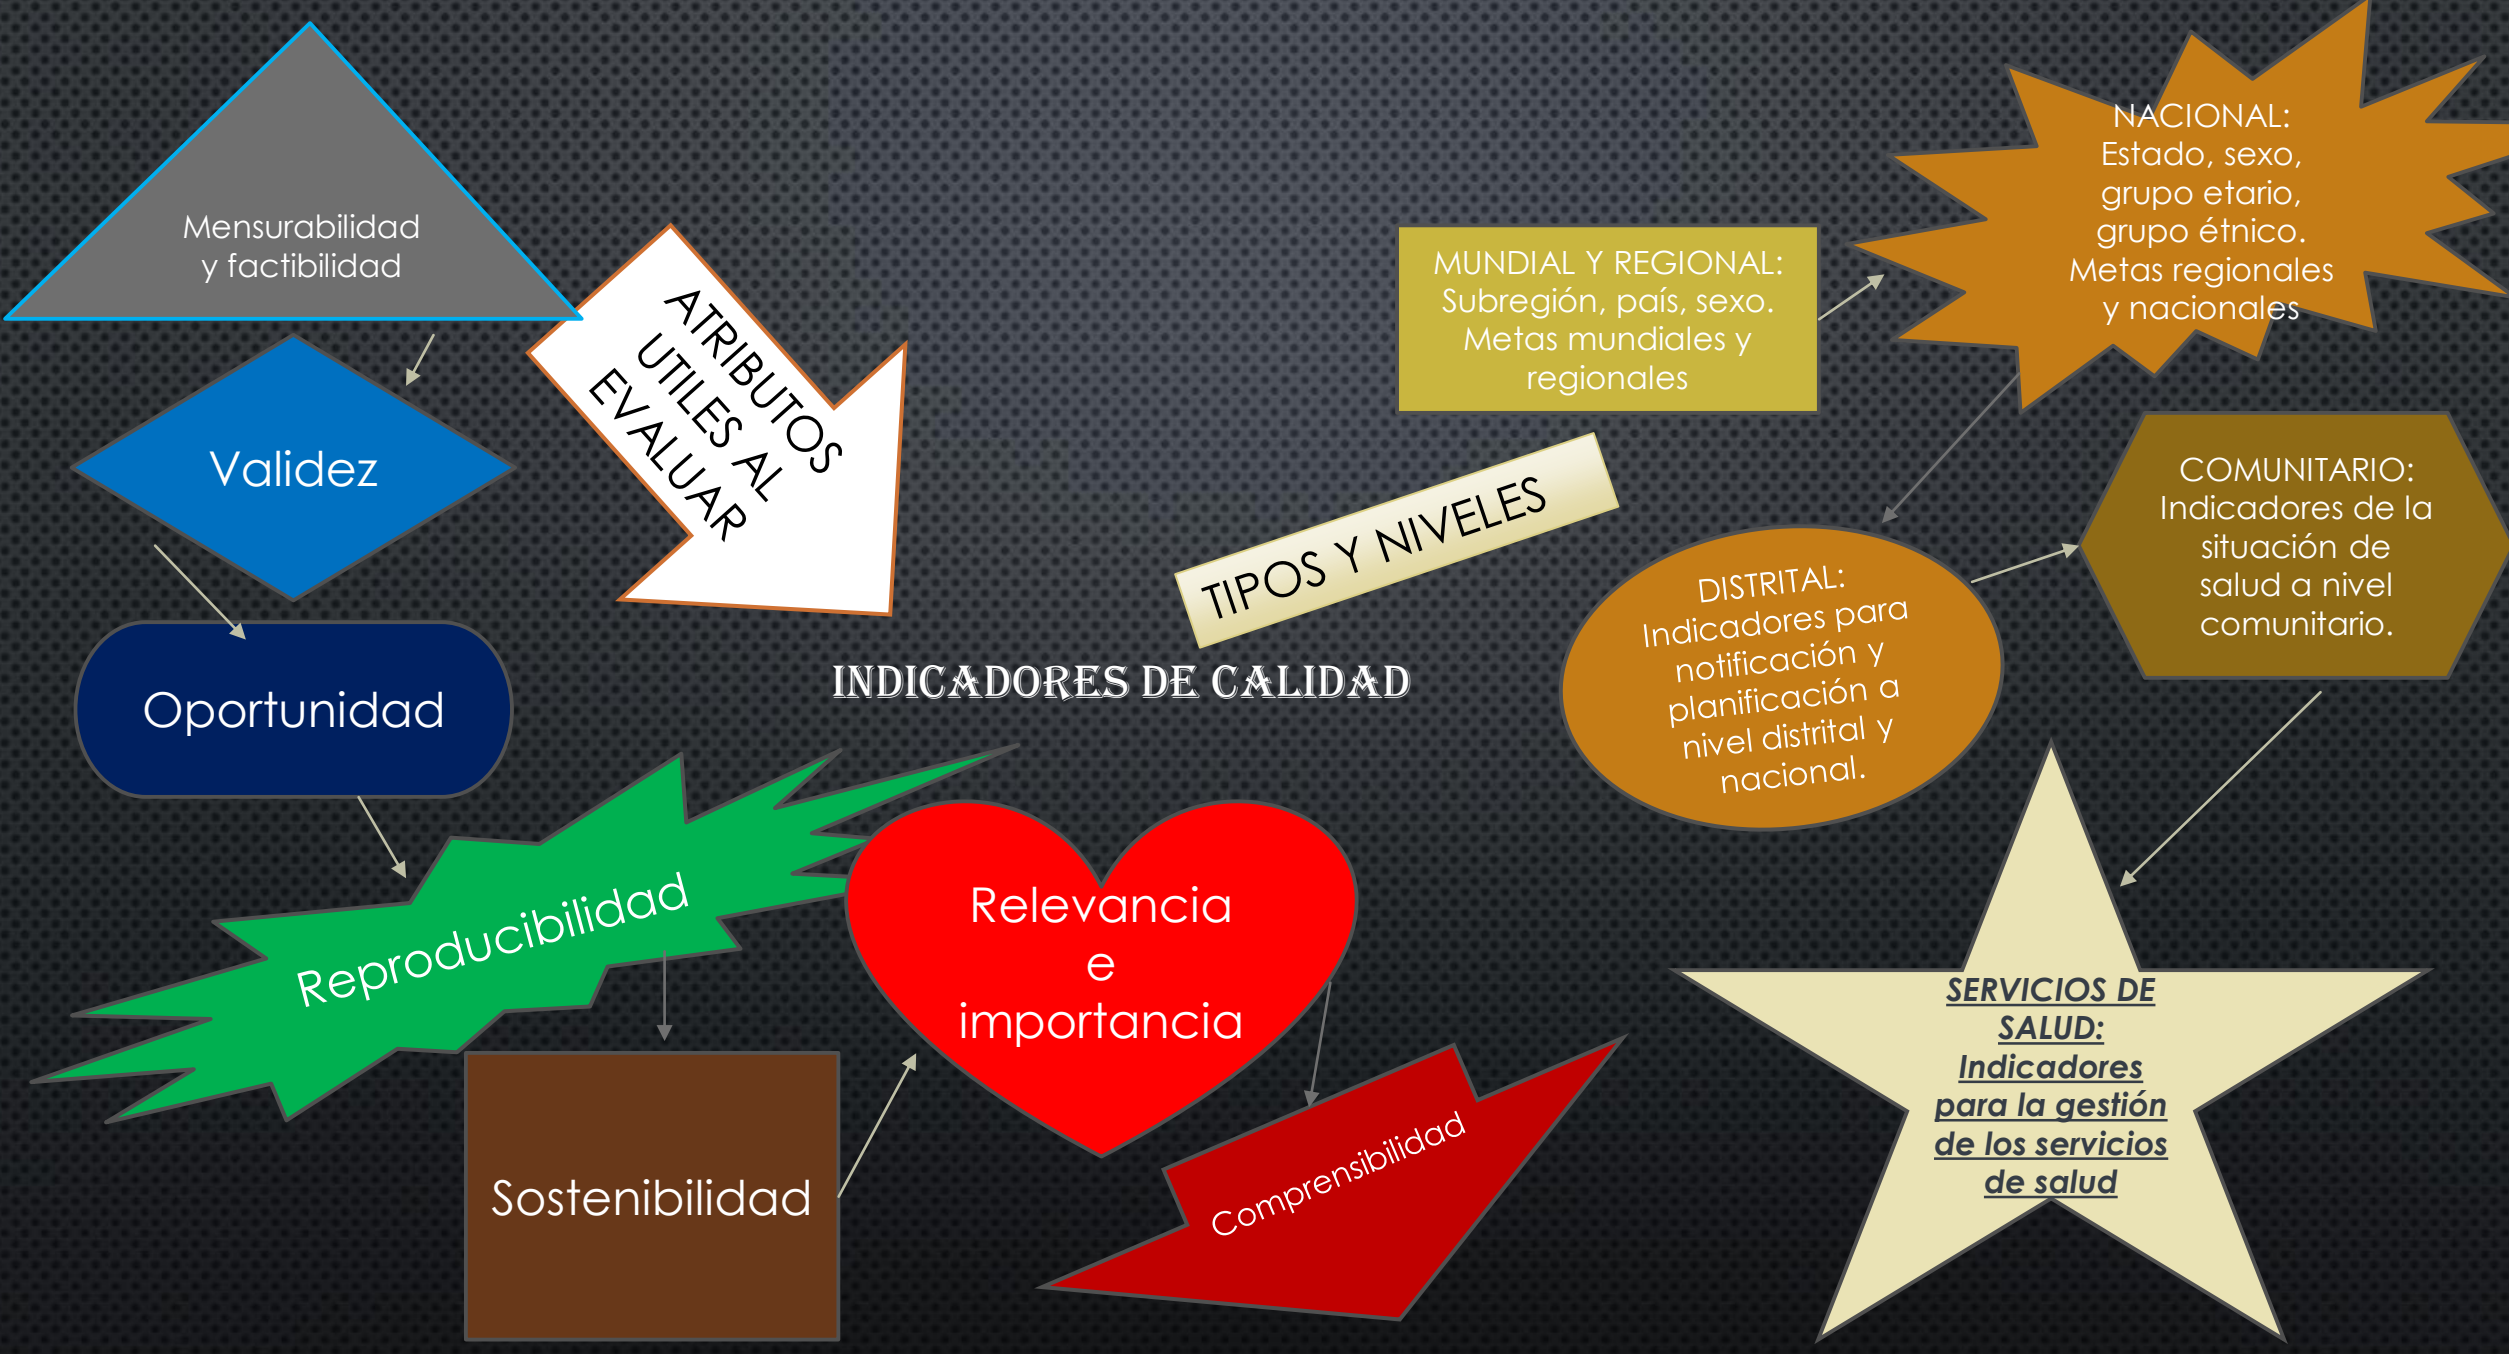 Mensurabilidad
y factibilidad
Validez
Oportunidad
Reproducibilidad
Sostenibilidad
Relevancia
e
importancia
Comprensibilidad
ATRIBUTOS
UTILES AL
EVALUAR
INDICADORES DE CALIDAD
TIPOS Y NIVELES
MUNDIAL Y REGIONAL:
Subregión, país, sexo.
Metas mundiales y
regionales
NACIONAL:
Estado, sexo,
grupo etario,
grupo étnico.
Metas regionales
y nacionales
DISTRITAL:
Indicadores para
notificación y
planificación a
nivel distrital y
nacional.
COMUNITARIO:
Indicadores de la
situación de
salud a nivel
comunitario.
SERVICIOS DE
SALUD:
Indicadores
para la gestión
de los servicios
de salud